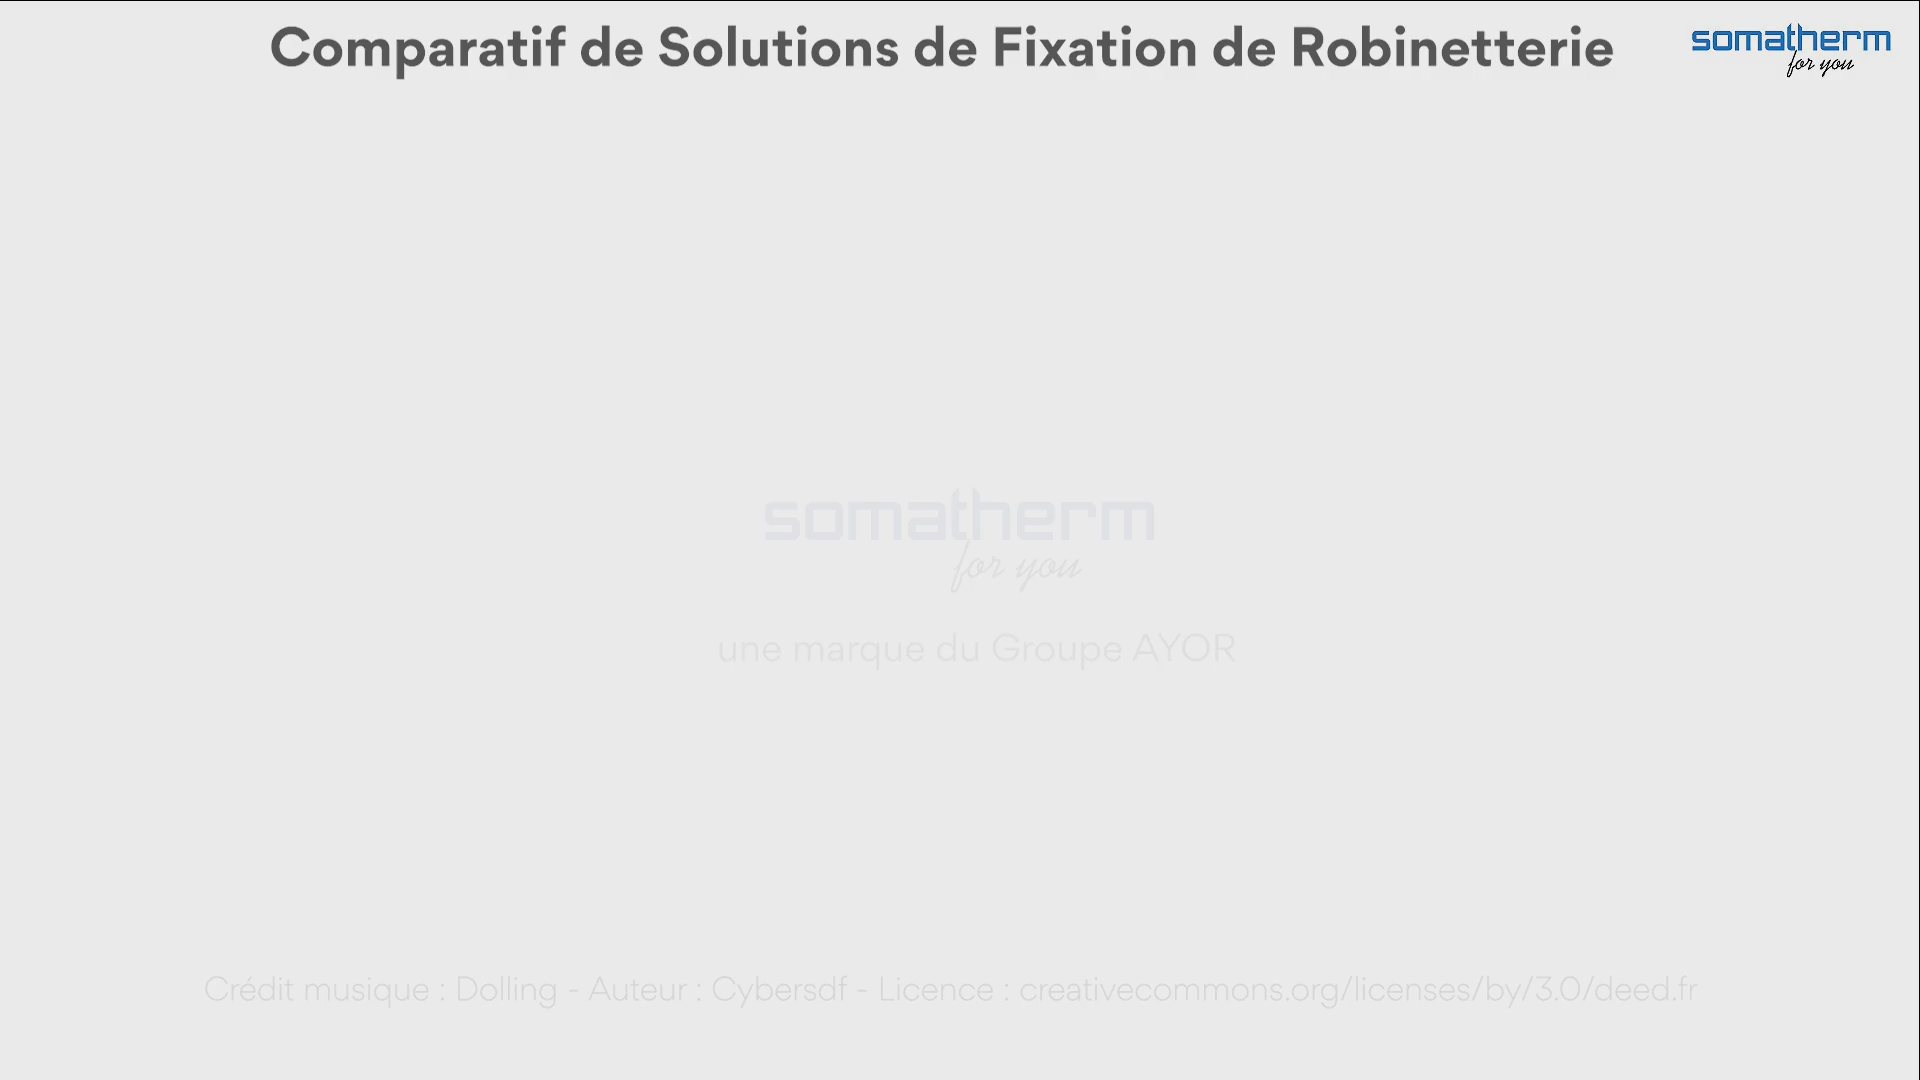 Comparatif de Solutions de Fixation de Robinetterie
somatherm
for you
somatherm
for you
une marque du Groupe AYOR
Crédit musique : Dolling - Auteur : Cybersdf - Licence : creativecommons.org/licenses/by/3.0/deed.fr